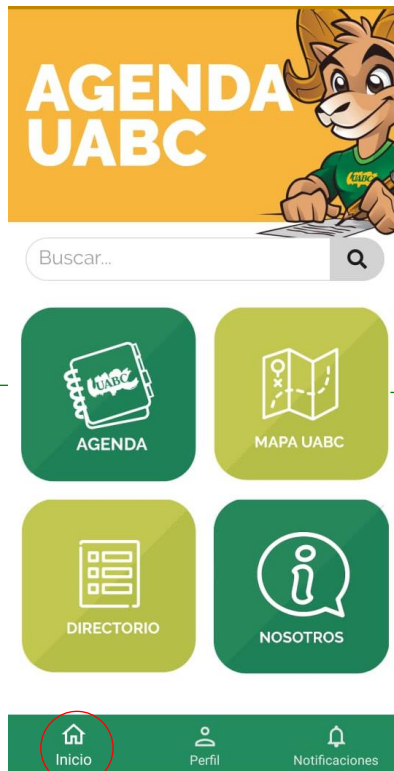 AGENDA
UABC
UABC
Buscar...
UABC
AGENDA
MAPA UABC
DIRECTORIO
NOSOTROS
Inicio
Perfil
Notificaciones